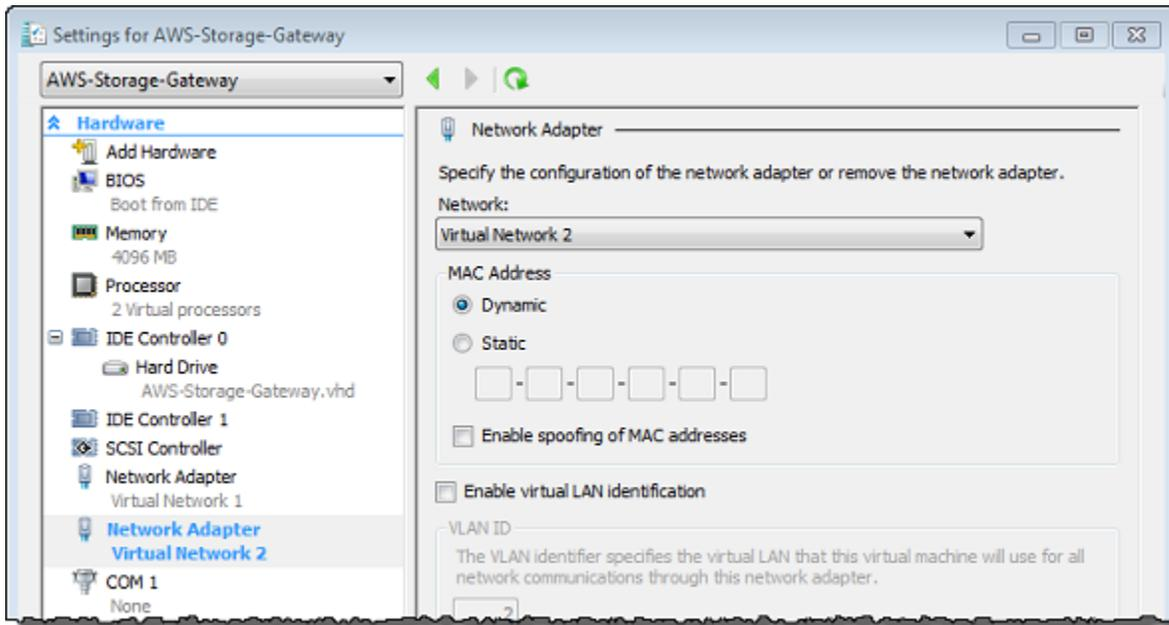 Settings for AWS-Storage-Gateway
AWS-Storage-Gateway
Hardware
Add Hardware
BIOS
Boot from IDE
Memory
4096 MB
Processor
2 Virtual processors
IDE Controller 0
Hard Drive
AWS-Storage-Gateway.vhd
IDE Controller 1
SCSI Controller
Network Adapter
Virtual Network 1
Network Adapter
Virtual Network 2
COM 1
None
Network Adapter
Specify the configuration of the network adapter or remove the network adapter.
Network:
Virtual Network 2
MAC Address
Dynamic
Static
- - - - -
Enable spoofing of MAC addresses
Enable virtual LAN identification
VLAN ID
The VLAN identifier specifies the virtual LAN that this virtual machine will use for all
network communications through this network adapter.
2